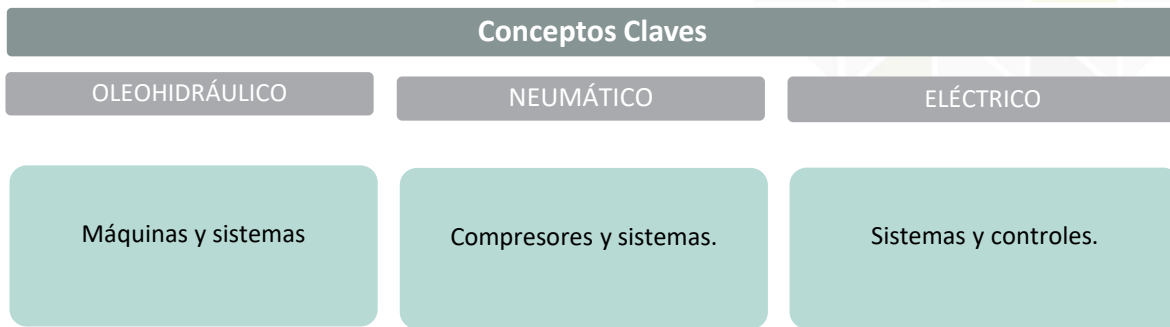 Conceptos Claves
OLEOHIDRÁULICO
NEUMÁTICO
ELÉCTRICO
Máquinas y sistemas
Compresores y sistemas.
Sistemas y controles.